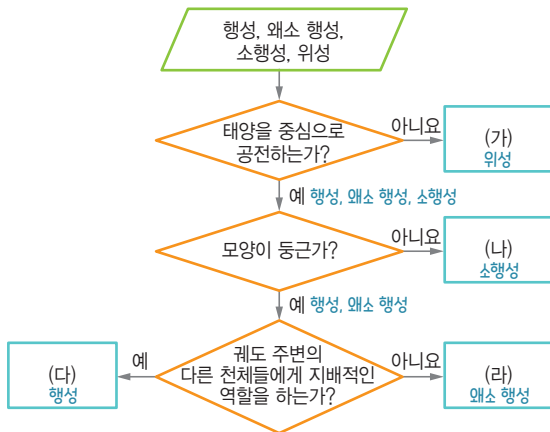 행성, 왜소 행성,
소행성, 위성
태양을 중심으로
공전하는가?
아니요
(가)
위성
예 행성, 왜소 행성, 소행성
모양이 둥근가?
아니요
(나)
소행성
예 행성, 왜소 행성
궤도 주변의
다른 천체들에게 지배적인
역할을 하는가?
예
(다)
행성
아니요
(라)
왜소 행성